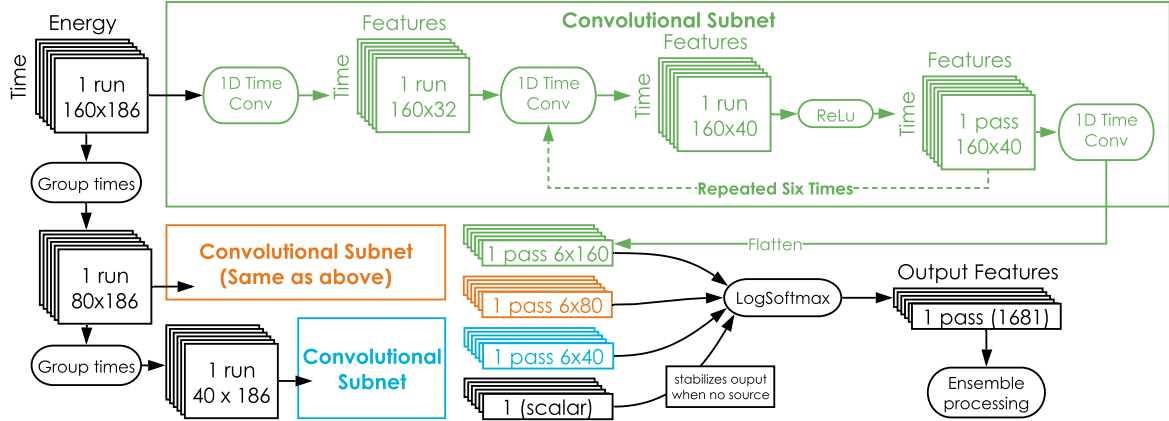 Convolutional Subnet
Energy
Time
1 run
160x186
1D Time
Conv
Features
Time
1 run
160x32
1D Time
Conv
Features
Time
1 run
160x40
ReLu
Features
Time
1 pass
160x40
1D Time
Conv
Repeated Six Times
Group times
1 run
80x186
Convolutional Subnet
(Same as above)
Group times
1 run
40 x 186
Convolutional
Subnet
Flatten
1 pass 6x160
1 pass 6x80
1 pass 6x40
1 (scalar)
LogSoftmax
stabilizes ouput
when no source
Output Features
1 pass (1681)
Ensemble
processing